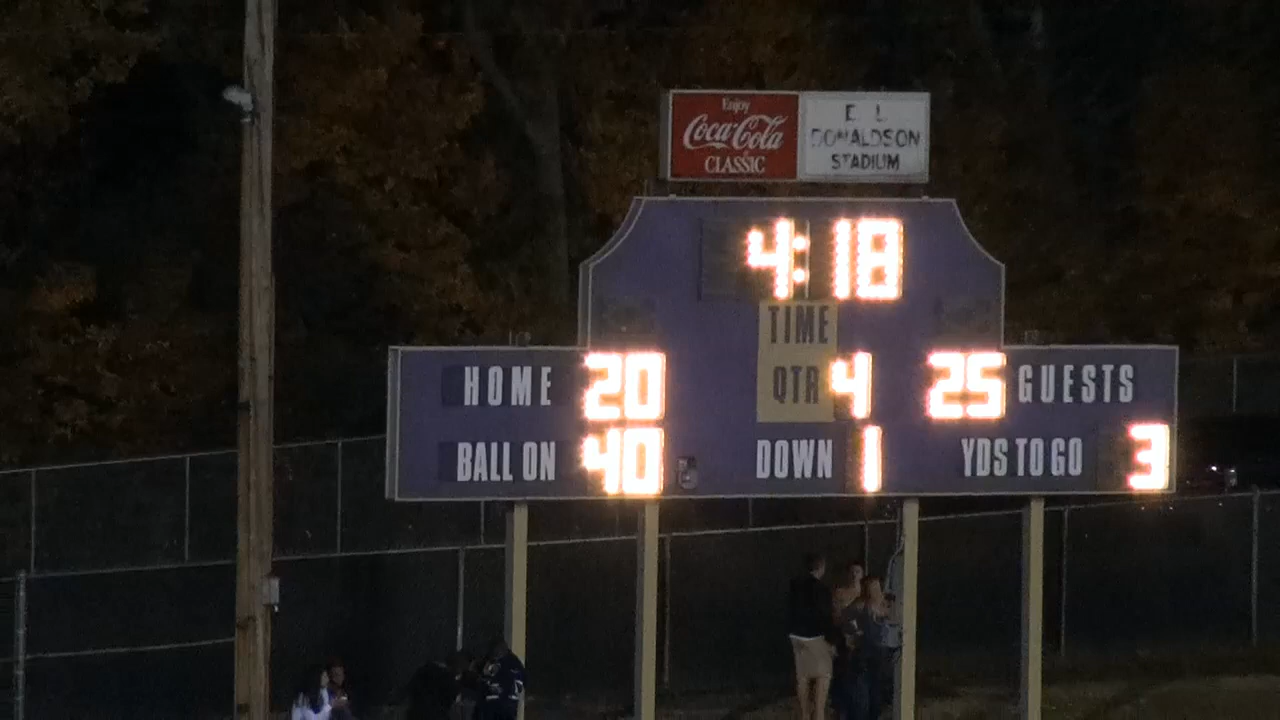 Enjoy
Coca-Cola
CLASSIC
E L
DONALDSON
STADIUM
4:18
TIME
HOME 20 QTR 4 25 GUESTS
BALL ON 40 DOWN 1 YDS TO GO 3